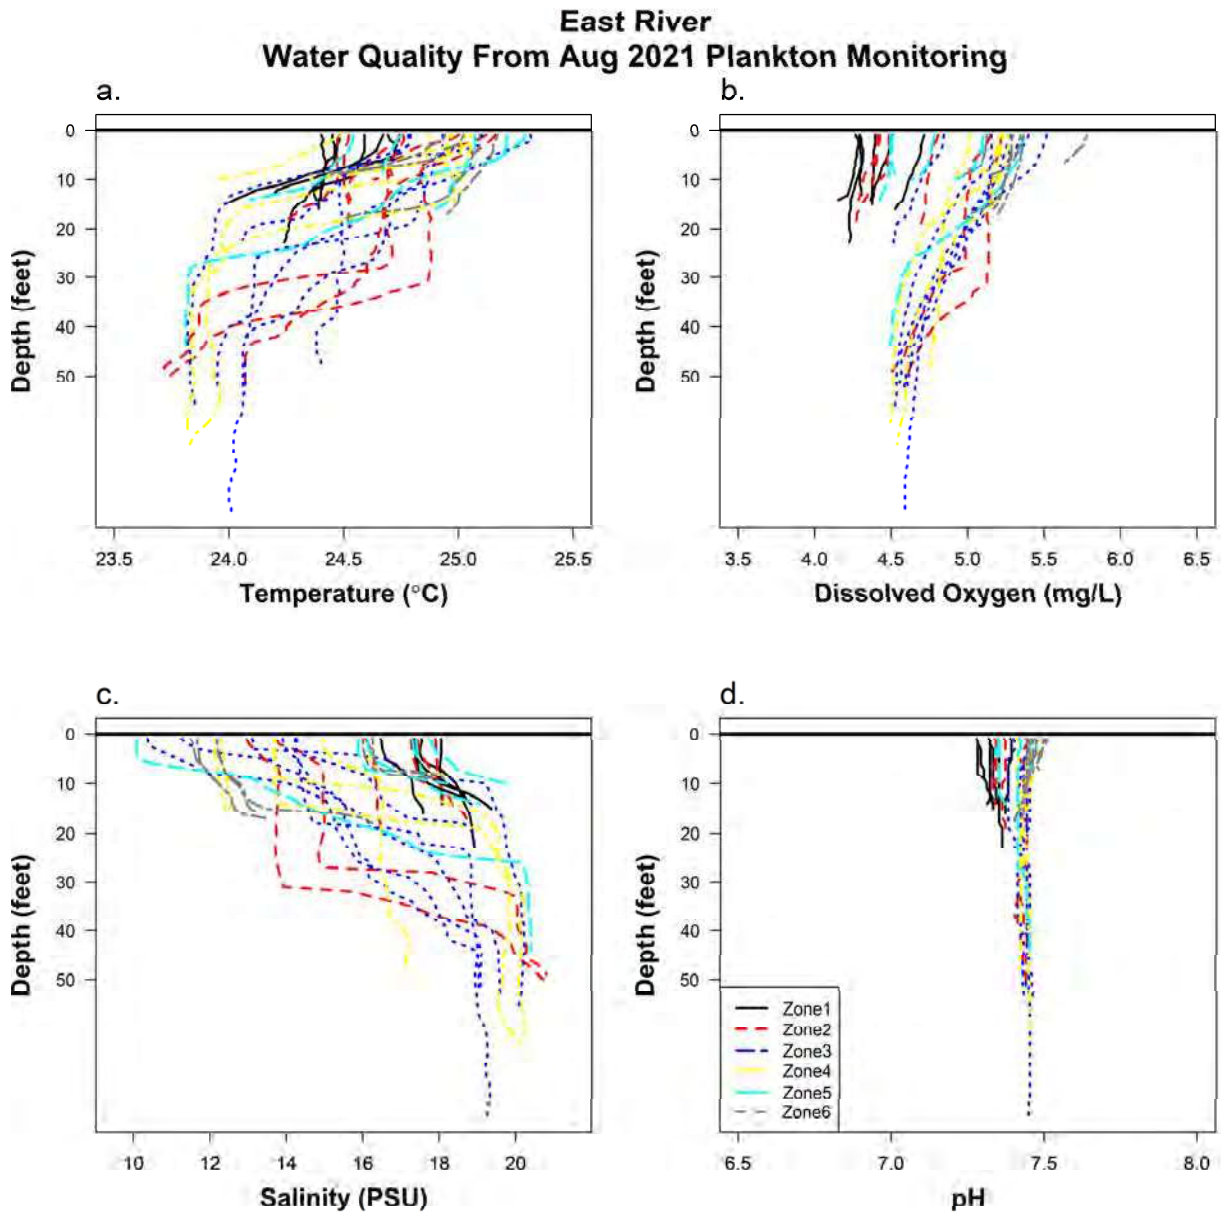 East River
Water Quality From Aug 2021 Plankton Monitoring
a.
0
10
20
30
40
50
Depth (feet)
23.5 24.0 24.5 25.0 25.5
Temperature (°C)
b.
0
10
20
30
40
50
Depth (feet)
3.5 4.0 4.5 5.0 5.5 6.0 6.5
Dissolved Oxygen (mg/L)
c.
0
10
20
30
40
50
Depth (feet)
10 12 14 16 18 20
Salinity (PSU)
d.
0
10
20
30
40
50
Depth (feet)
Zone1
Zone2
Zone3
Zone4
Zone5
Zone6
6.5 7.0 7.5 8.0
pH